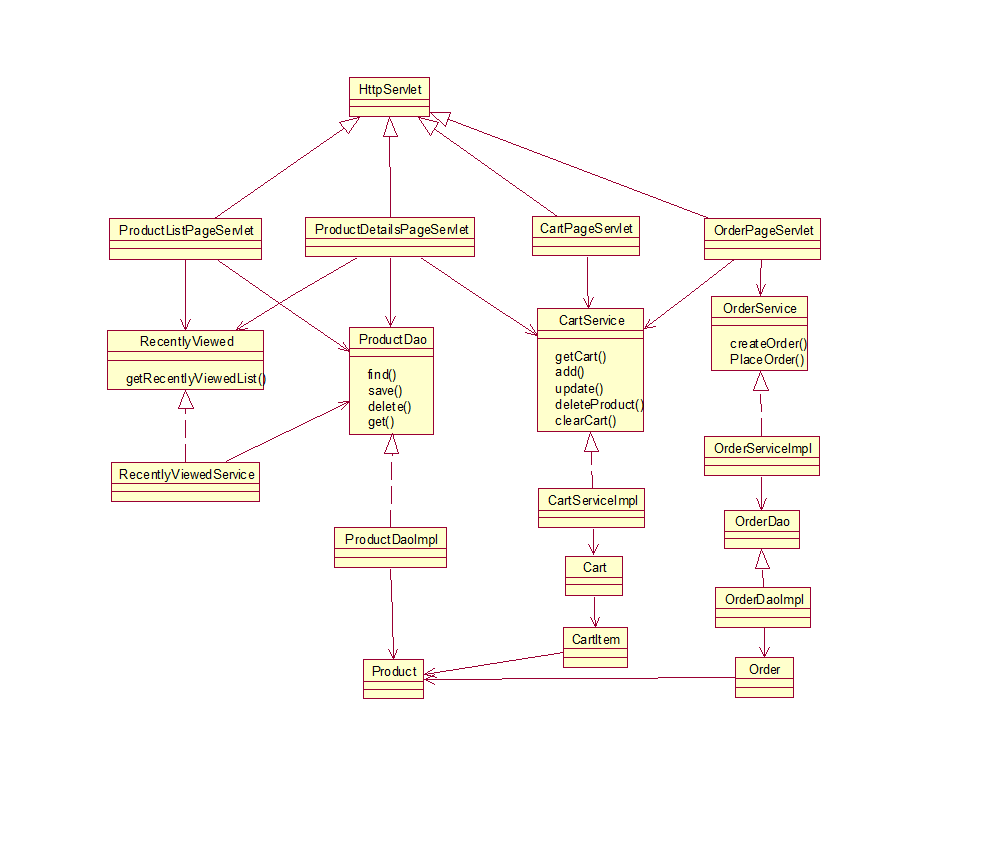 HttpServlet
ProductListPageServlet
ProductDetailsPageServlet
CartPageServlet
OrderPageServlet
RecentlyViewed
getRecentlyViewedList()
ProductDao
find()
save()
delete()
get()
CartService
getCart()
add()
update()
deleteProduct()
clearCart()
OrderService
createOrder()
PlaceOrder()
RecentlyViewedService
ProductDaoImpl
CartServiceImpl
OrderServiceImpl
OrderDao
Cart
OrderDaoImpl
CartItem
Product
Order